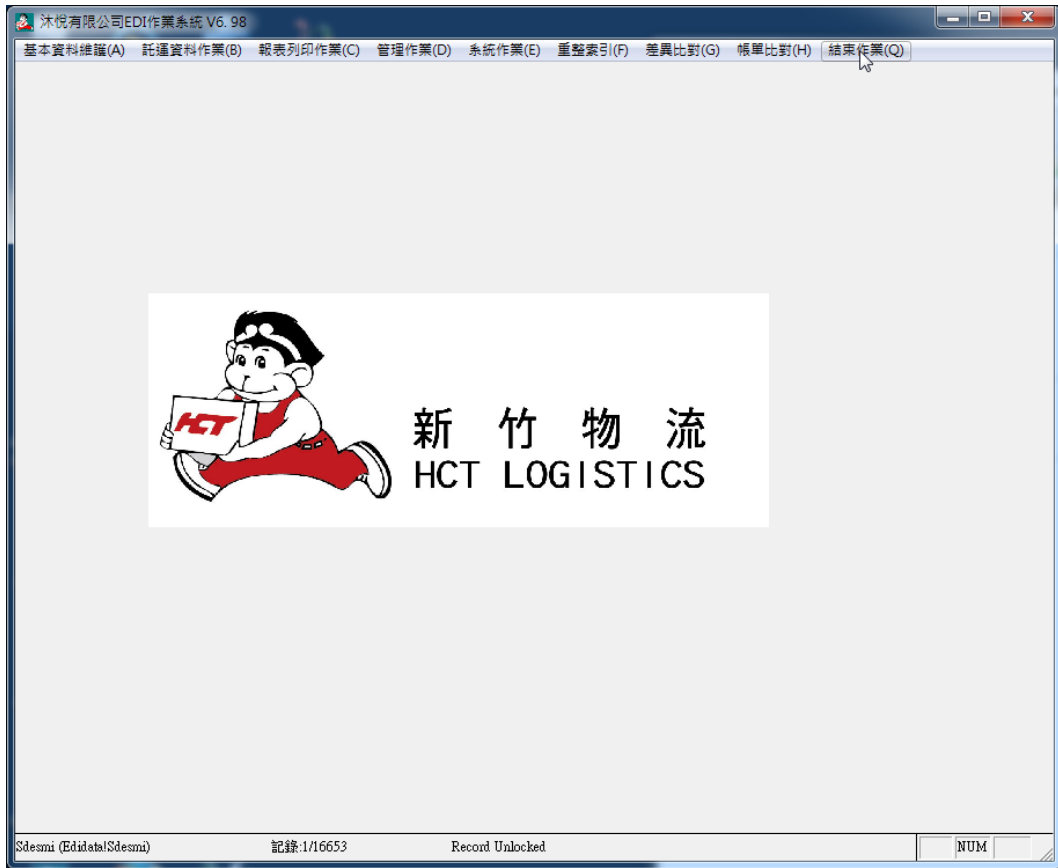 沐悅有限公司EDI作業系統 V6. 98
基本資料維護(A) 託運資料作業(B) 報表列印作業(C) 管理作業(D) 系統作業(E) 重整索引(F) 差異比對(G) 帳單比對(H) 結束作業(Q)
HCT
新竹物流
HCT LOGISTICS
Sdesmi (Edidata!Sdesmi) 記錄:1/16653 Record Unlocked NUM